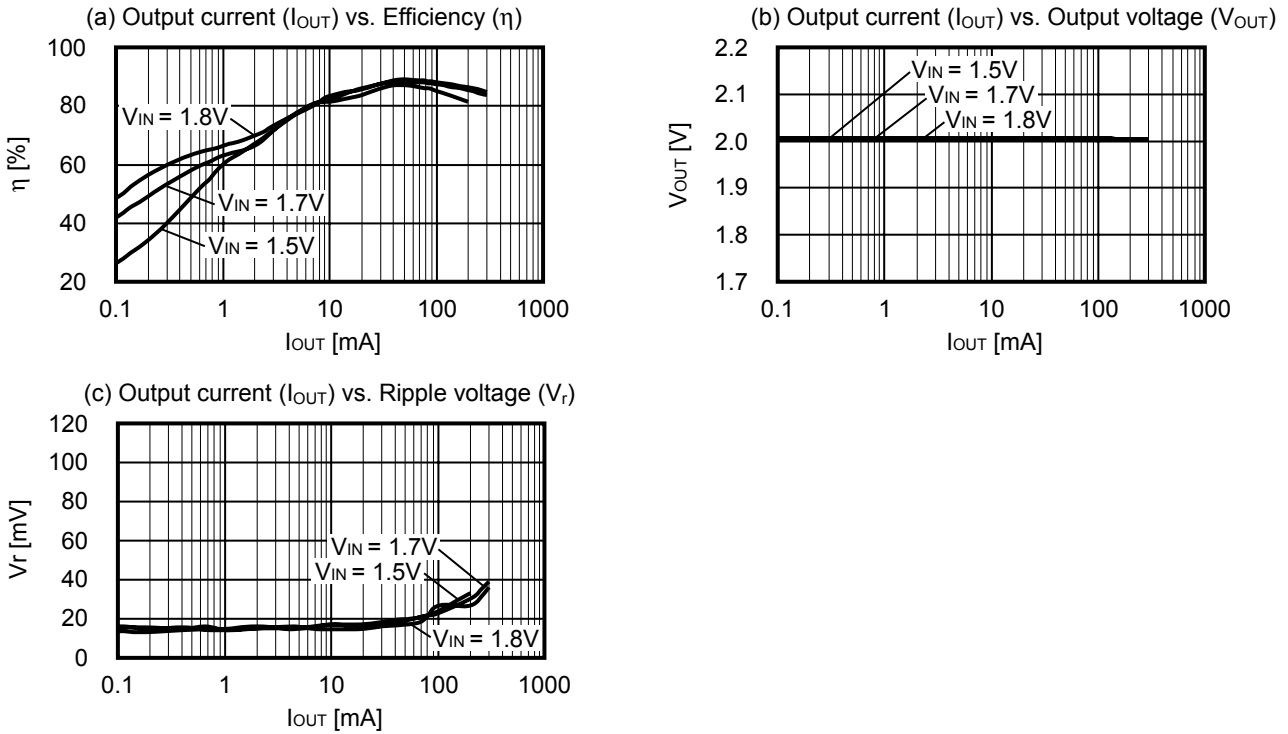 (a) Output current (IOUT) vs. Efficiency (η)
100
80
60
40
20
η [%]
VIN = 1.8V
VIN = 1.7V
VIN = 1.5V
0.1 1 10 100 1000
IOUT [mA]
(b) Output current (IOUT) vs. Output voltage (VOUT)
2.2
2.1
2.0
1.9
1.8
1.7
VOUT [V]
VIN = 1.5V
VIN = 1.7V
VIN = 1.8V
0.1 1 10 100 1000
IOUT [mA]
(c) Output current (IOUT) vs. Ripple voltage (Vr)
120
100
80
60
40
20
0
Vr [mV]
VIN = 1.7V
VIN = 1.5V
VIN = 1.8V
0.1 1 10 100 1000
IOUT [mA]